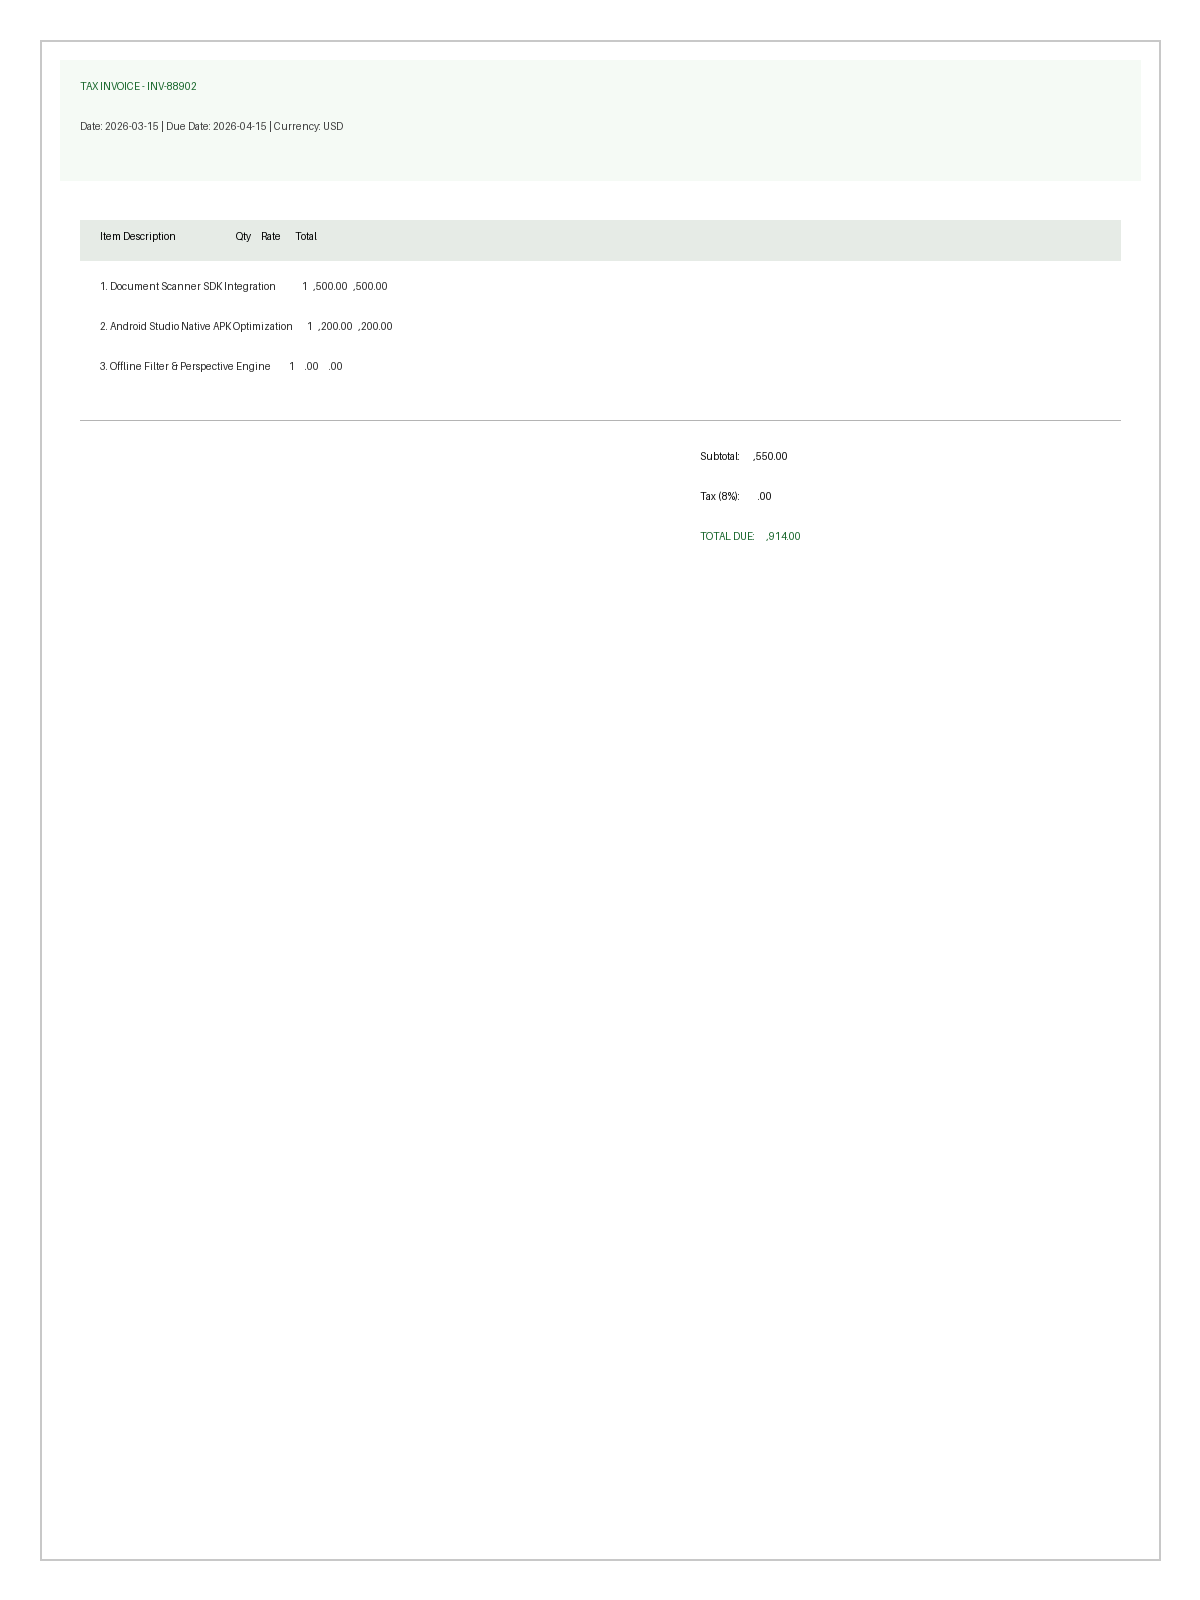 TAX INVOICE - INV-88902
Date: 2026-03-15 | Due Date: 2026-04-15 | Currency: USD
Item Description Qty Rate Total
1. Document Scanner SDK Integration 1 ,500.00 ,500.00
2. Android Studio Native APK Optimization 1 ,200.00 ,200.00
3. Offline Filter & Perspective Engine 1 .00 .00
Subtotal: ,550.00
Tax (8%): .00
TOTAL DUE: ,914.00